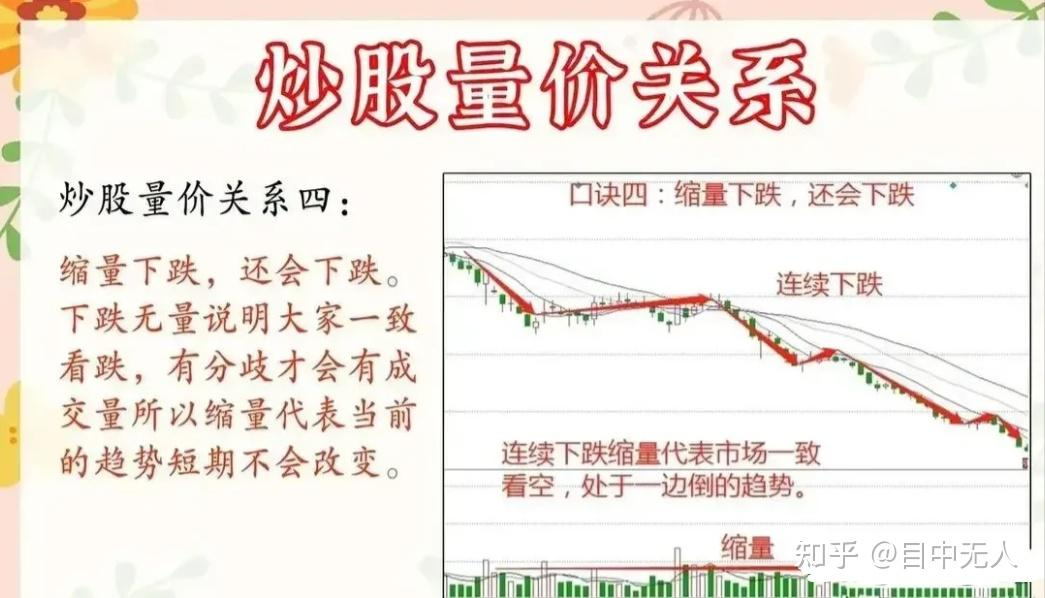 炒股量价关系
炒股量价关系四：
缩量下跌，还会下跌。
下跌无量说明大家一致
看跌，有分歧才会有成
交量所以缩量代表当前
的趋势短期不会改变。
口诀四：缩量下跌，还会下跌
连续下跌
连续下跌缩量代表市场一致
看空，处于一边倒的趋势。
缩量
知乎 @目中无人